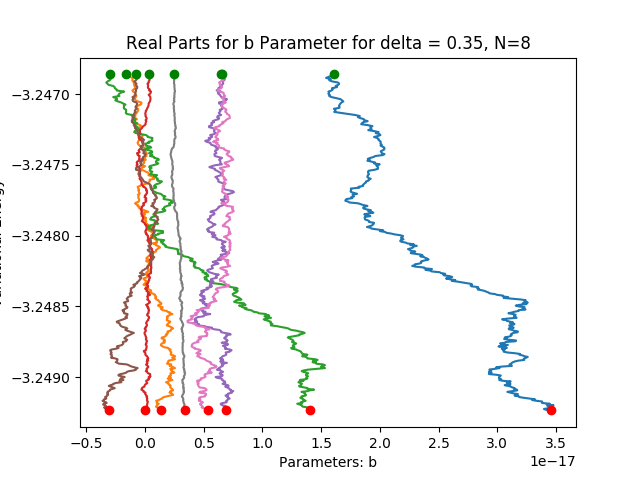 Real Parts for b Parameter for delta = 0.35, N=8
−3.2470
−3.2475
−3.2480
−3.2485
−3.2490
Energy
−0.5 0.0 0.5 1.0 1.5 2.0 2.5 3.0 3.5
1e−17
Parameters: b